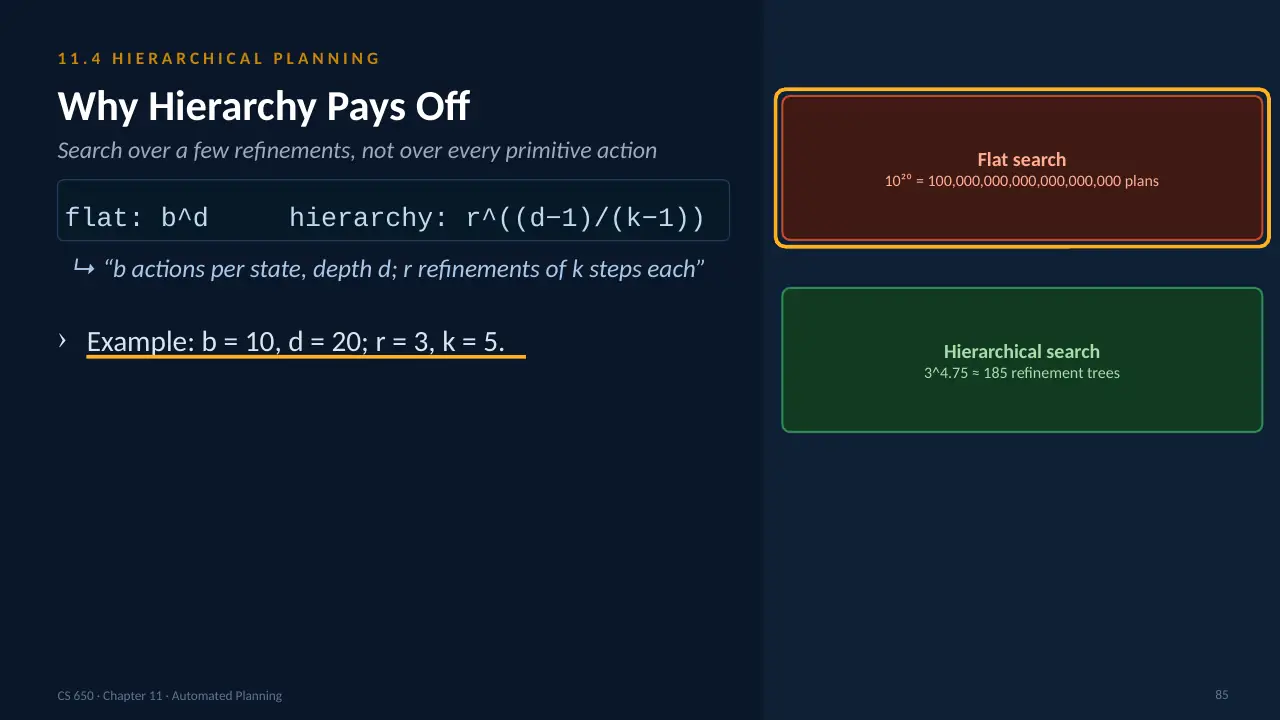 11.4 HIERARCHICAL PLANNING
Why Hierarchy Pays Off
Search over a few refinements, not over every primitive action
flat: b^d     hierarchy: r^((d−1)/(k−1))
↪ “b actions per state, depth d; r refinements of k steps each”
› Example: b = 10, d = 20; r = 3, k = 5.
Flat search
10²⁰ = 100,000,000,000,000,000,000 plans
Hierarchical search
3^4.75 ≈ 185 refinement trees
CS 650 · Chapter 11 · Automated Planning
85